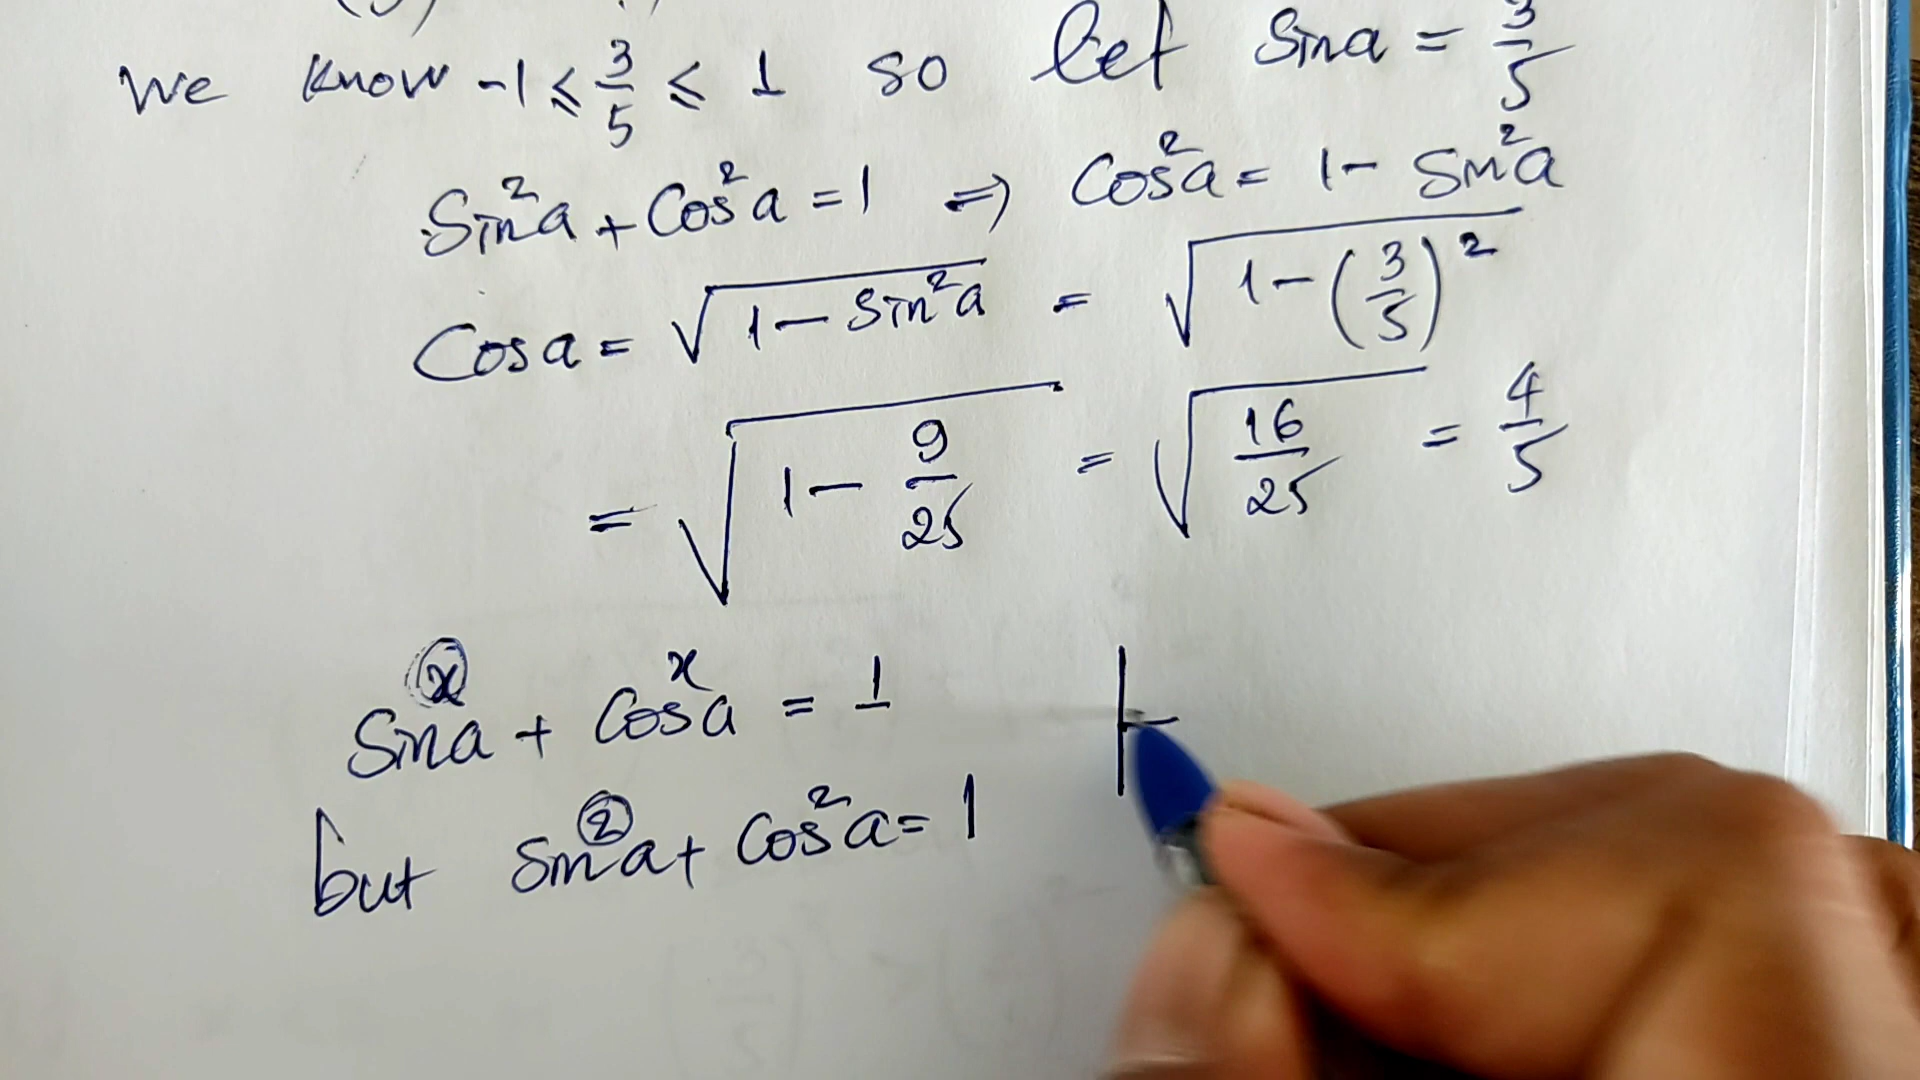 We know -1 ≤ 3/5 ≤ 1 so let Sina = 3/5
Sin²a + Cos²a = 1 ⇒ Cos²a = 1 - Sin²a
Cosa = √(1 - Sin²a) = √(1 - (3/5)²)
= √(1 - 9/25) = √(16/25) = 4/5
Sin^x a + Cos^x a = 1
but Sin²a + Cos²a = 1